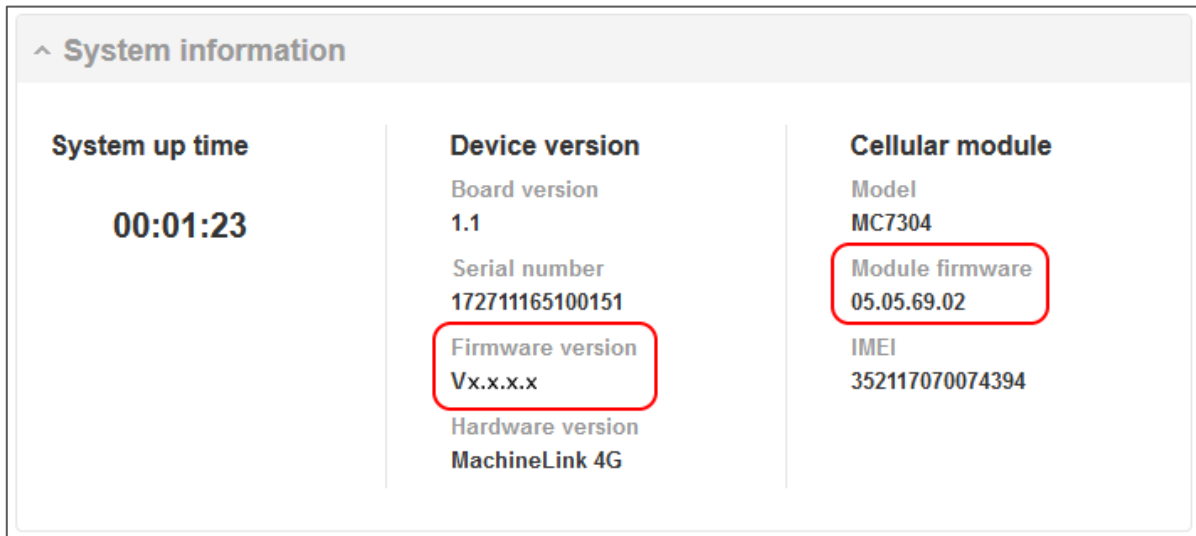 System information
System up time
00:01:23
Device version
Board version
1.1
Serial number
172711165100151
Firmware version
Vx.x.x.x
Hardware version
MachineLink 4G
Cellular module
Model
MC7304
Module firmware
05.05.69.02
IMEI
352117070074394